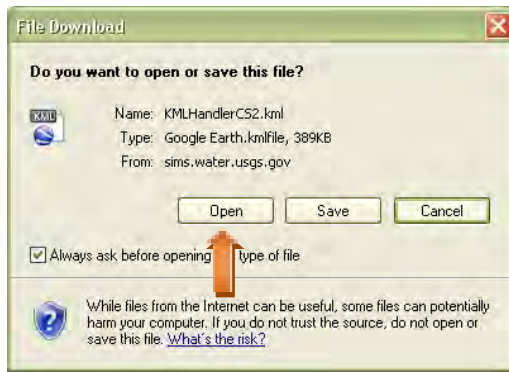 File Download
Do you want to open or save this file?
KML
Name: KMLHandlerCS2.kml
Type: Google Earth.kmlfile, 389KB
From: sims.water.usgs.gov
Open Save Cancel
Always ask before opening type of file
While files from the Internet can be useful, some files can potentially
harm your computer. If you do not trust the source, do not open or
save this file. What's the risk?